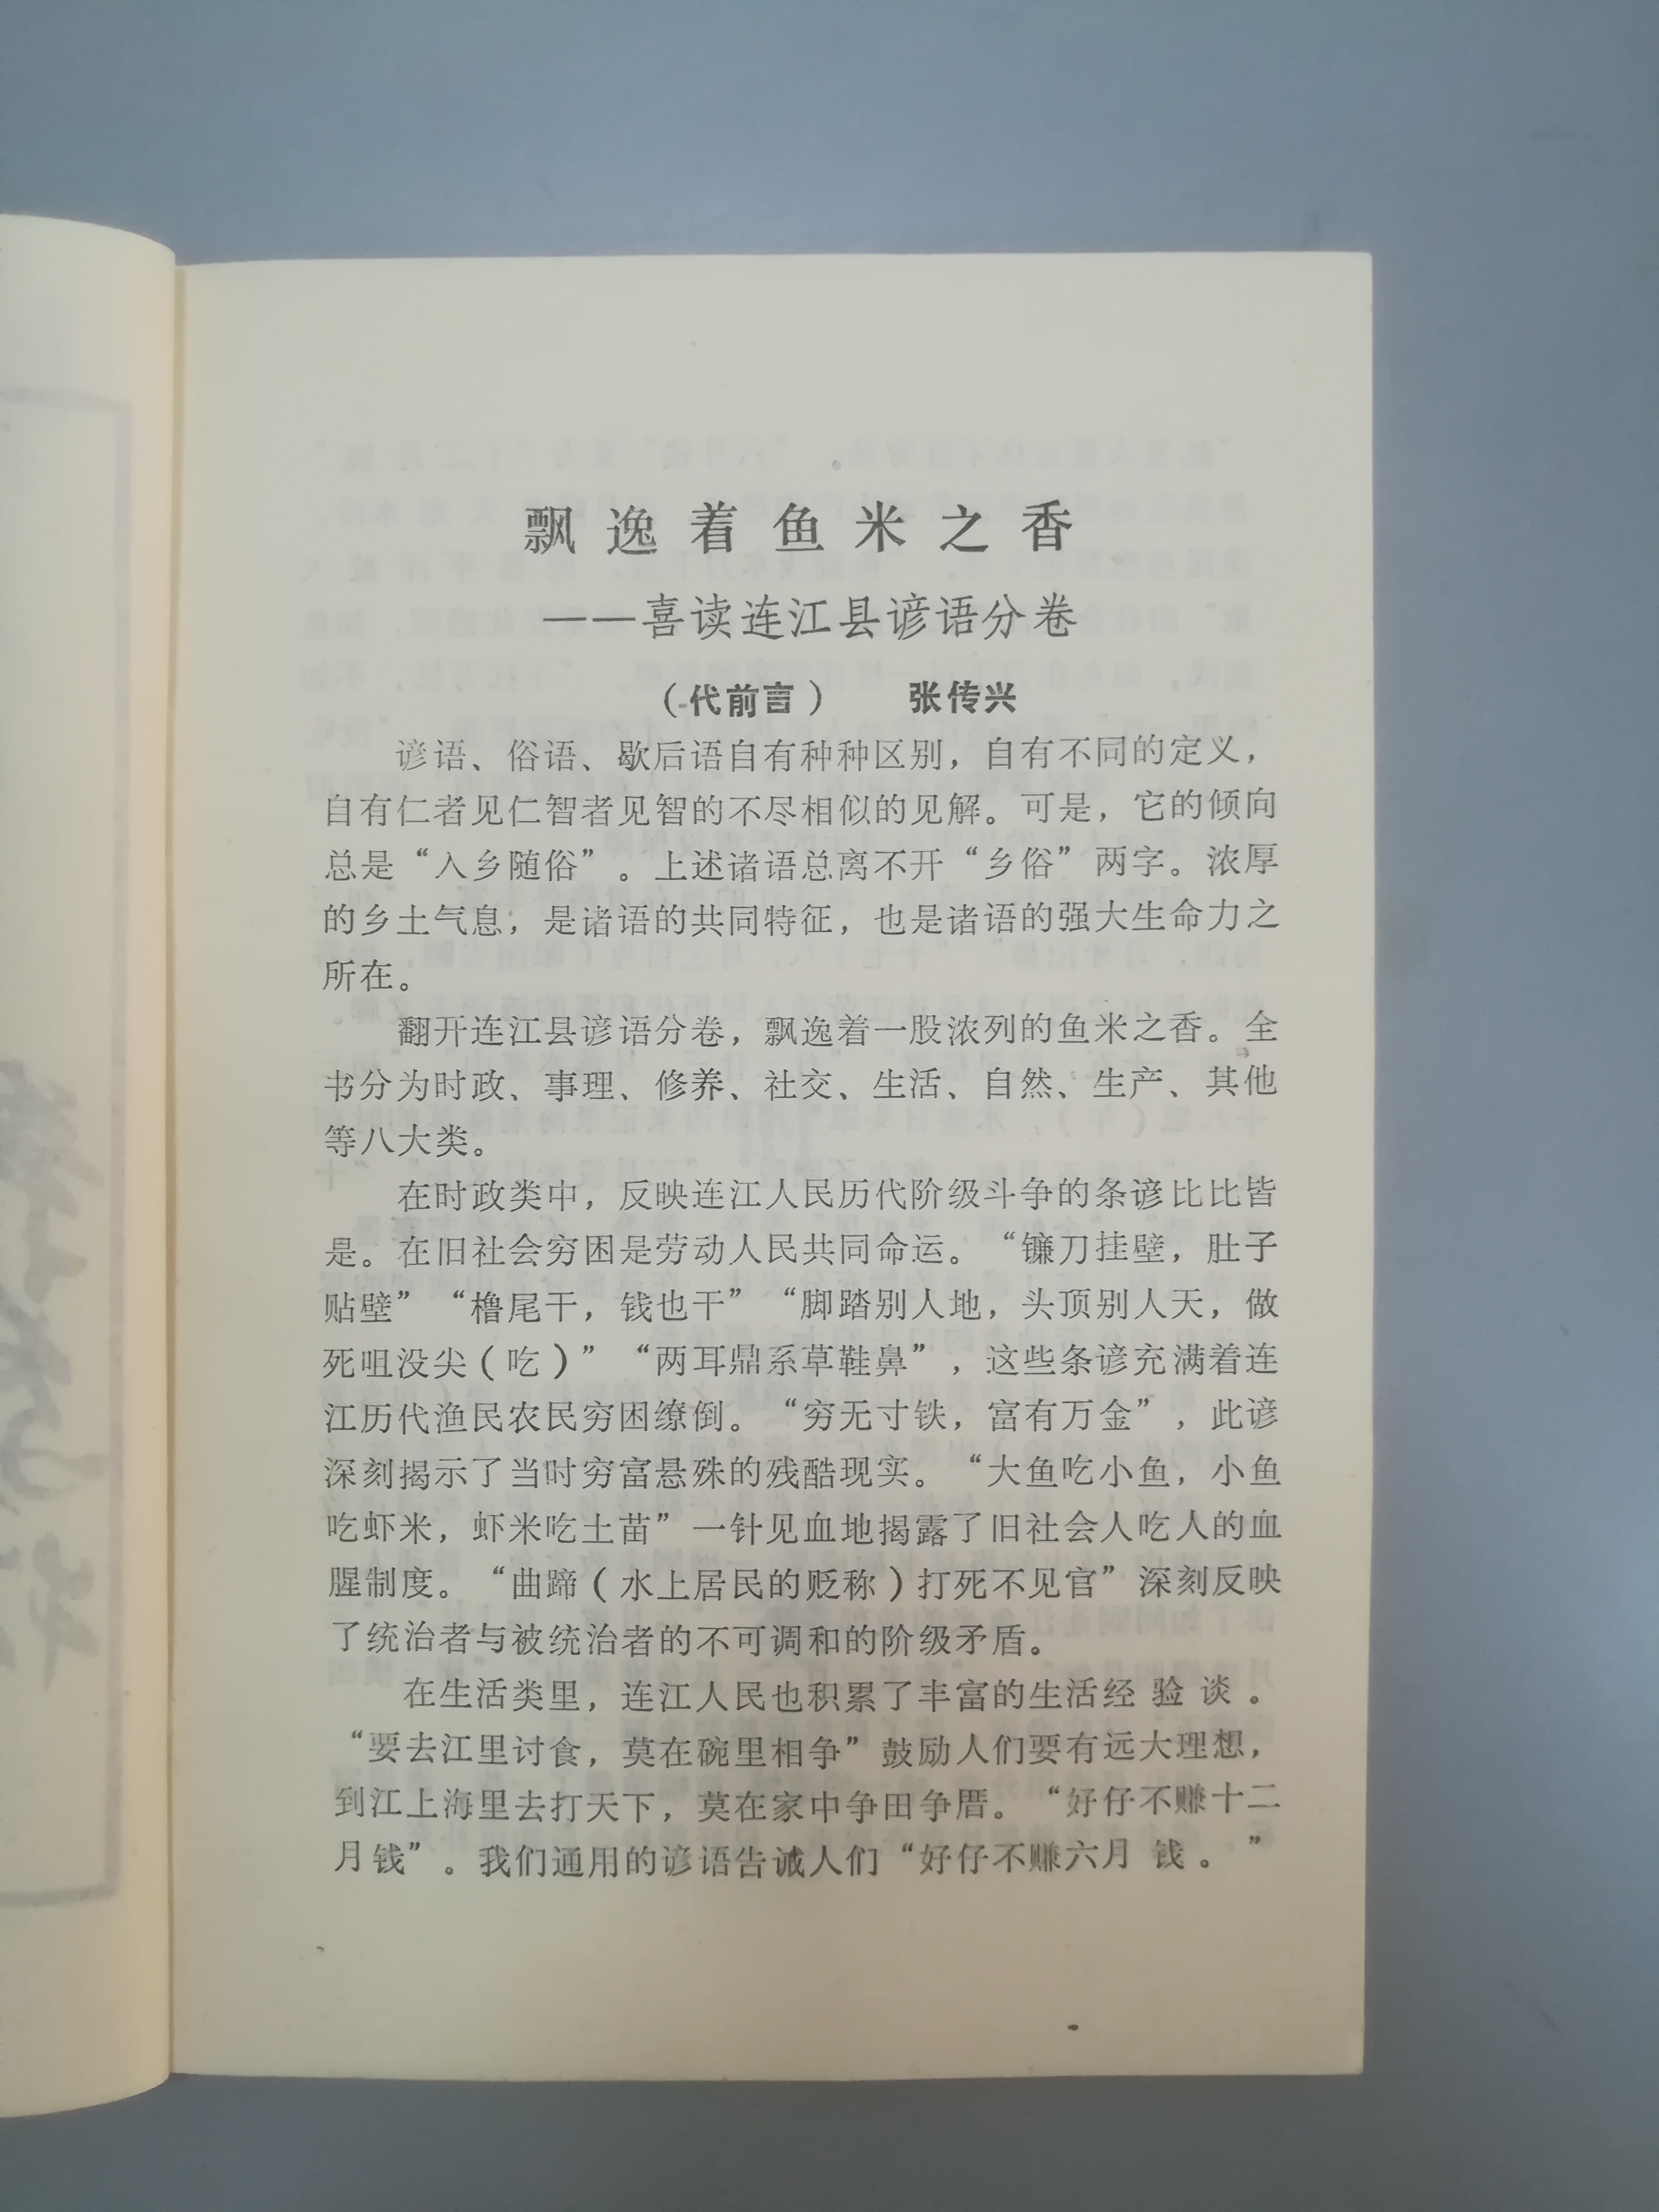 飘逸着鱼米之香
——喜读连江县谚语分卷
（代前言） 张传兴
谚语、俗语、歇后语自有种种区别，自有不同的定义，
自有仁者见仁智者见智的不尽相似的见解。可是，它的倾向
总是“入乡随俗”。上述诸语总离不开“乡俗”两字。浓厚
的乡土气息，是诸语的共同特征，也是诸语的强大生命力之
所在。
翻开连江县谚语分卷，飘逸着一股浓列的鱼米之香。全
书分为时政、事理、修养、社交、生活、自然、生产、其他
等八大类。
在时政类中，反映连江人民历代阶级斗争的条谚比比皆
是。在旧社会穷困是劳动人民共同命运。“镰刀挂壁，肚子
贴壁”“橹尾干，钱也干”“脚踏别人地，头顶别人天，做
死咀没尖（吃）”“两耳鼎系草鞋鼻”，这些条谚充满着连
江历代渔民农民穷困缭倒。“穷无寸铁，富有万金”，此谚
深刻揭示了当时穷富悬殊的残酷现实。“大鱼吃小鱼，小鱼
吃虾米，虾米吃土苗”一针见血地揭露了旧社会人吃人的血
腥制度。“曲蹄（水上居民的贬称）打死不见官”深刻反映
了统治者与被统治者的不可调和的阶级矛盾。
在生活类里，连江人民也积累了丰富的生活经验谈。
“要去江里讨食，莫在碗里相争”鼓励人们要有远大理想，
到江上海里去打天下，莫在家中争田争厝。“好仔不赚十二
月钱”。我们通用的谚语告诫人们“好仔不赚六月钱。”